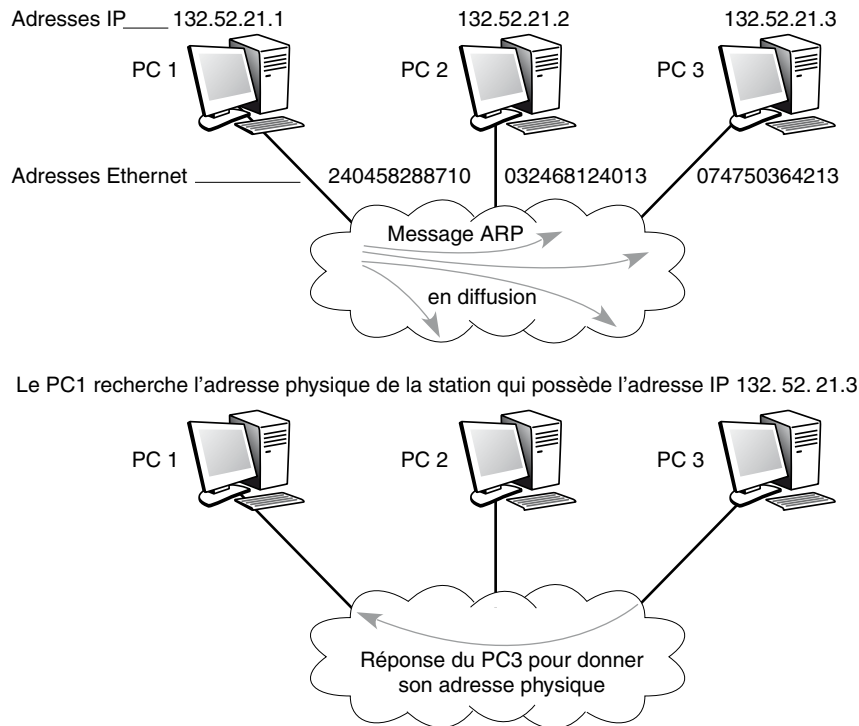 Adresses IP____ 132.52.21.1 132.52.21.2 132.52.21.3
PC 1 PC 2 PC 3
Adresses Ethernet ____________ 240458288710 032468124013 074750364213
Message ARP
en diffusion
Le PC1 recherche l’adresse physique de la station qui possède l’adresse IP 132. 52. 21.3
PC 1 PC 2 PC 3
Réponse du PC3 pour donner
son adresse physique